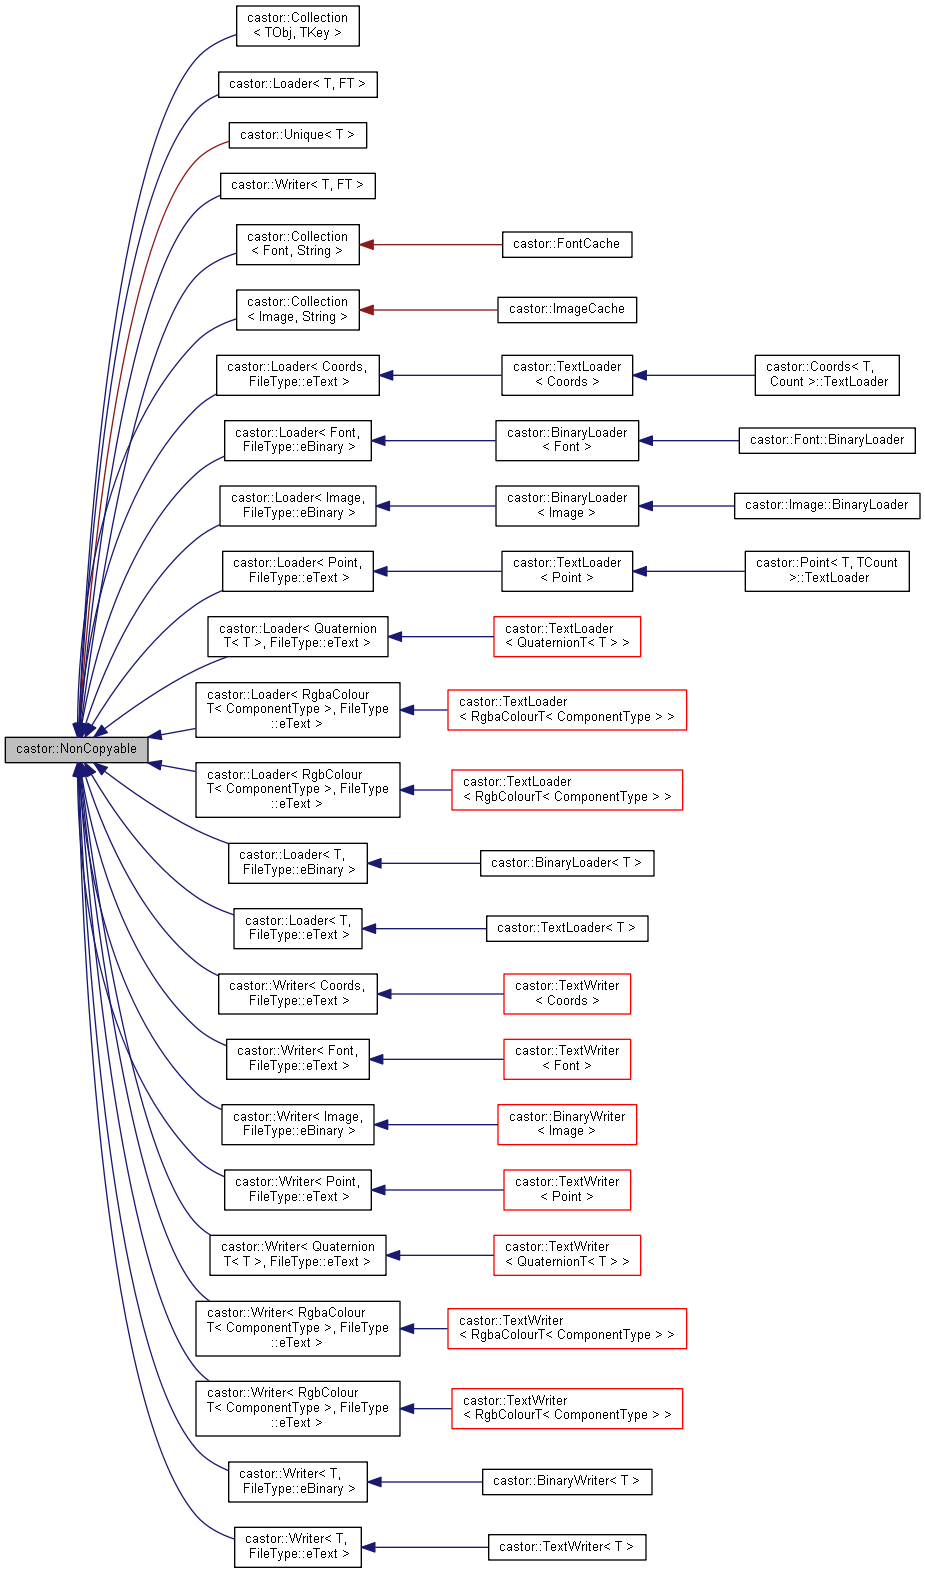 castor::Collection
< TObj, TKey >
castor::Loader< T, FT >
castor::Unique< T >
castor::Writer< T, FT >
castor::Collection
< Font, String >
castor::FontCache
castor::Collection
< Image, String >
castor::ImageCache
castor::Loader< Coords,
FileType::eText >
castor::TextLoader
< Coords >
castor::Coords< T,
Count >::TextLoader
castor::Loader< Font,
FileType::eBinary >
castor::BinaryLoader
< Font >
castor::Font::BinaryLoader
castor::Loader< Image,
FileType::eBinary >
castor::BinaryLoader
< Image >
castor::Image::BinaryLoader
castor::Loader< Point,
FileType::eText >
castor::TextLoader
< Point >
castor::Point< T, TCount
>::TextLoader
castor::Loader< Quaternion
T< T >, FileType::eText >
castor::TextLoader
< QuaternionT< T > >
castor::Loader< RgbaColour
T< ComponentType >, FileType
::eText >
castor::TextLoader
< RgbaColourT< ComponentType > >
castor::NonCopyable
castor::Loader< RgbColour
T< ComponentType >, FileType
::eText >
castor::TextLoader
< RgbColourT< ComponentType > >
castor::Loader< T,
FileType::eBinary >
castor::BinaryLoader< T >
castor::Loader< T,
FileType::eText >
castor::TextLoader< T >
castor::Writer< Coords,
FileType::eText >
castor::TextWriter
< Coords >
castor::Writer< Font,
FileType::eText >
castor::TextWriter
< Font >
castor::Writer< Image,
FileType::eBinary >
castor::BinaryWriter
< Image >
castor::Writer< Point,
FileType::eText >
castor::TextWriter
< Point >
castor::Writer< Quaternion
T< T >, FileType::eText >
castor::TextWriter
< QuaternionT< T > >
castor::Writer< RgbaColour
T< ComponentType >, FileType
::eText >
castor::TextWriter
< RgbaColourT< ComponentType > >
castor::Writer< RgbColour
T< ComponentType >, FileType
::eText >
castor::TextWriter
< RgbColourT< ComponentType > >
castor::Writer< T,
FileType::eBinary >
castor::BinaryWriter< T >
castor::Writer< T,
FileType::eText >
castor::TextWriter< T >